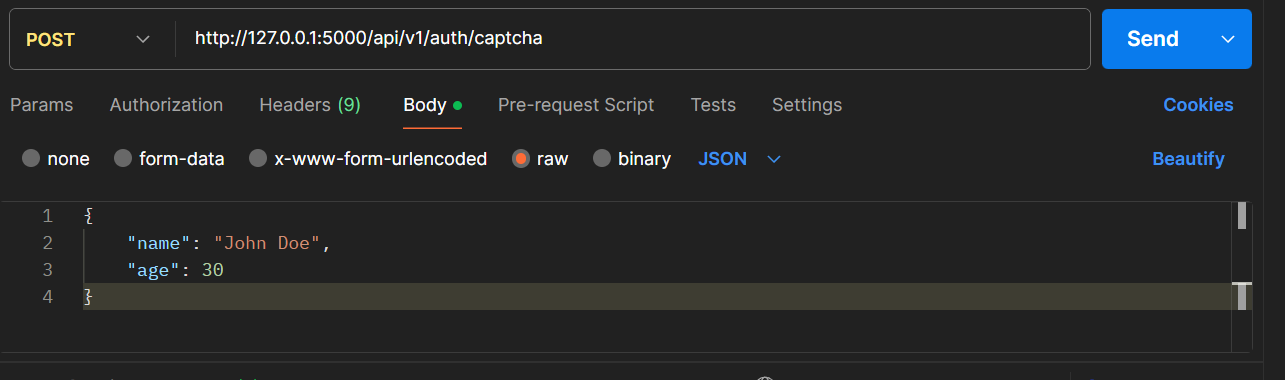 POST http://127.0.0.1:5000/api/v1/auth/captcha Send
Params Authorization Headers (9) Body Pre-request Script Tests Settings Cookies
none form-data x-www-form-urlencoded raw binary JSON Beautify
1 {
2 "name": "John Doe",
3 "age": 30
4 }